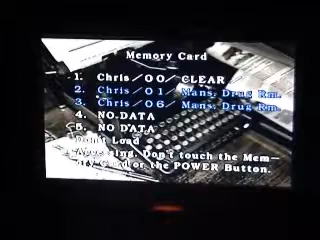 Memory Card
1. Chris/00/ CLEAR
2. Chris/01/ Mans. Drug Rm.
3. Chris/06/ Mans. Drug Rm.
4. NO DATA
5. NO DATA
Don't Load
Accessing. Don't touch the Mem-
ory Card or the POWER Button.